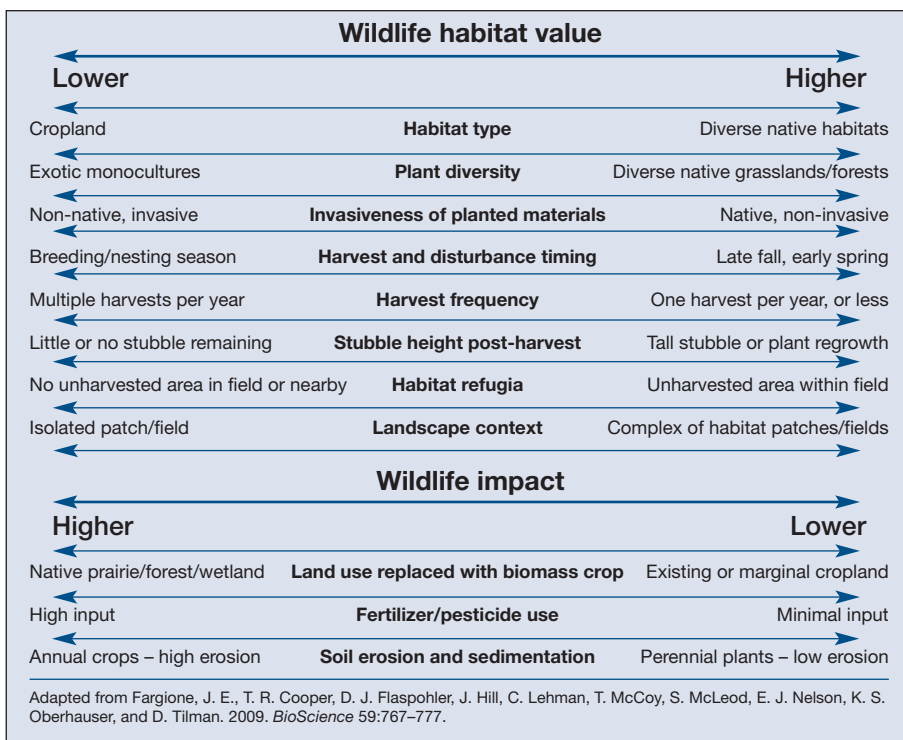 Wildlife habitat value
Lower Higher
Cropland Habitat type Diverse native habitats
Exotic monocultures Plant diversity Diverse native grasslands/forests
Non-native, invasive Invasiveness of planted materials Native, non-invasive
Breeding/nesting season Harvest and disturbance timing Late fall, early spring
Multiple harvests per year Harvest frequency One harvest per year, or less
Little or no stubble remaining Stubble height post-harvest Tall stubble or plant regrowth
No unharvested area in field or nearby Habitat refugia Unharvested area within field
Isolated patch/field Landscape context Complex of habitat patches/fields
Wildlife impact
Higher Lower
Native prairie/forest/wetland Land use replaced with biomass crop Existing or marginal cropland
High input Fertilizer/pesticide use Minimal input
Annual crops – high erosion Soil erosion and sedimentation Perennial plants – low erosion
Adapted from Fargione, J. E., T. R. Cooper, D. J. Flaspohler, J. Hill, C. Lehman, T. McCoy, S. McLeod, E. J. Nelson, K. S.
Oberhauser, and D. Tilman. 2009. BioScience 59:767–777.